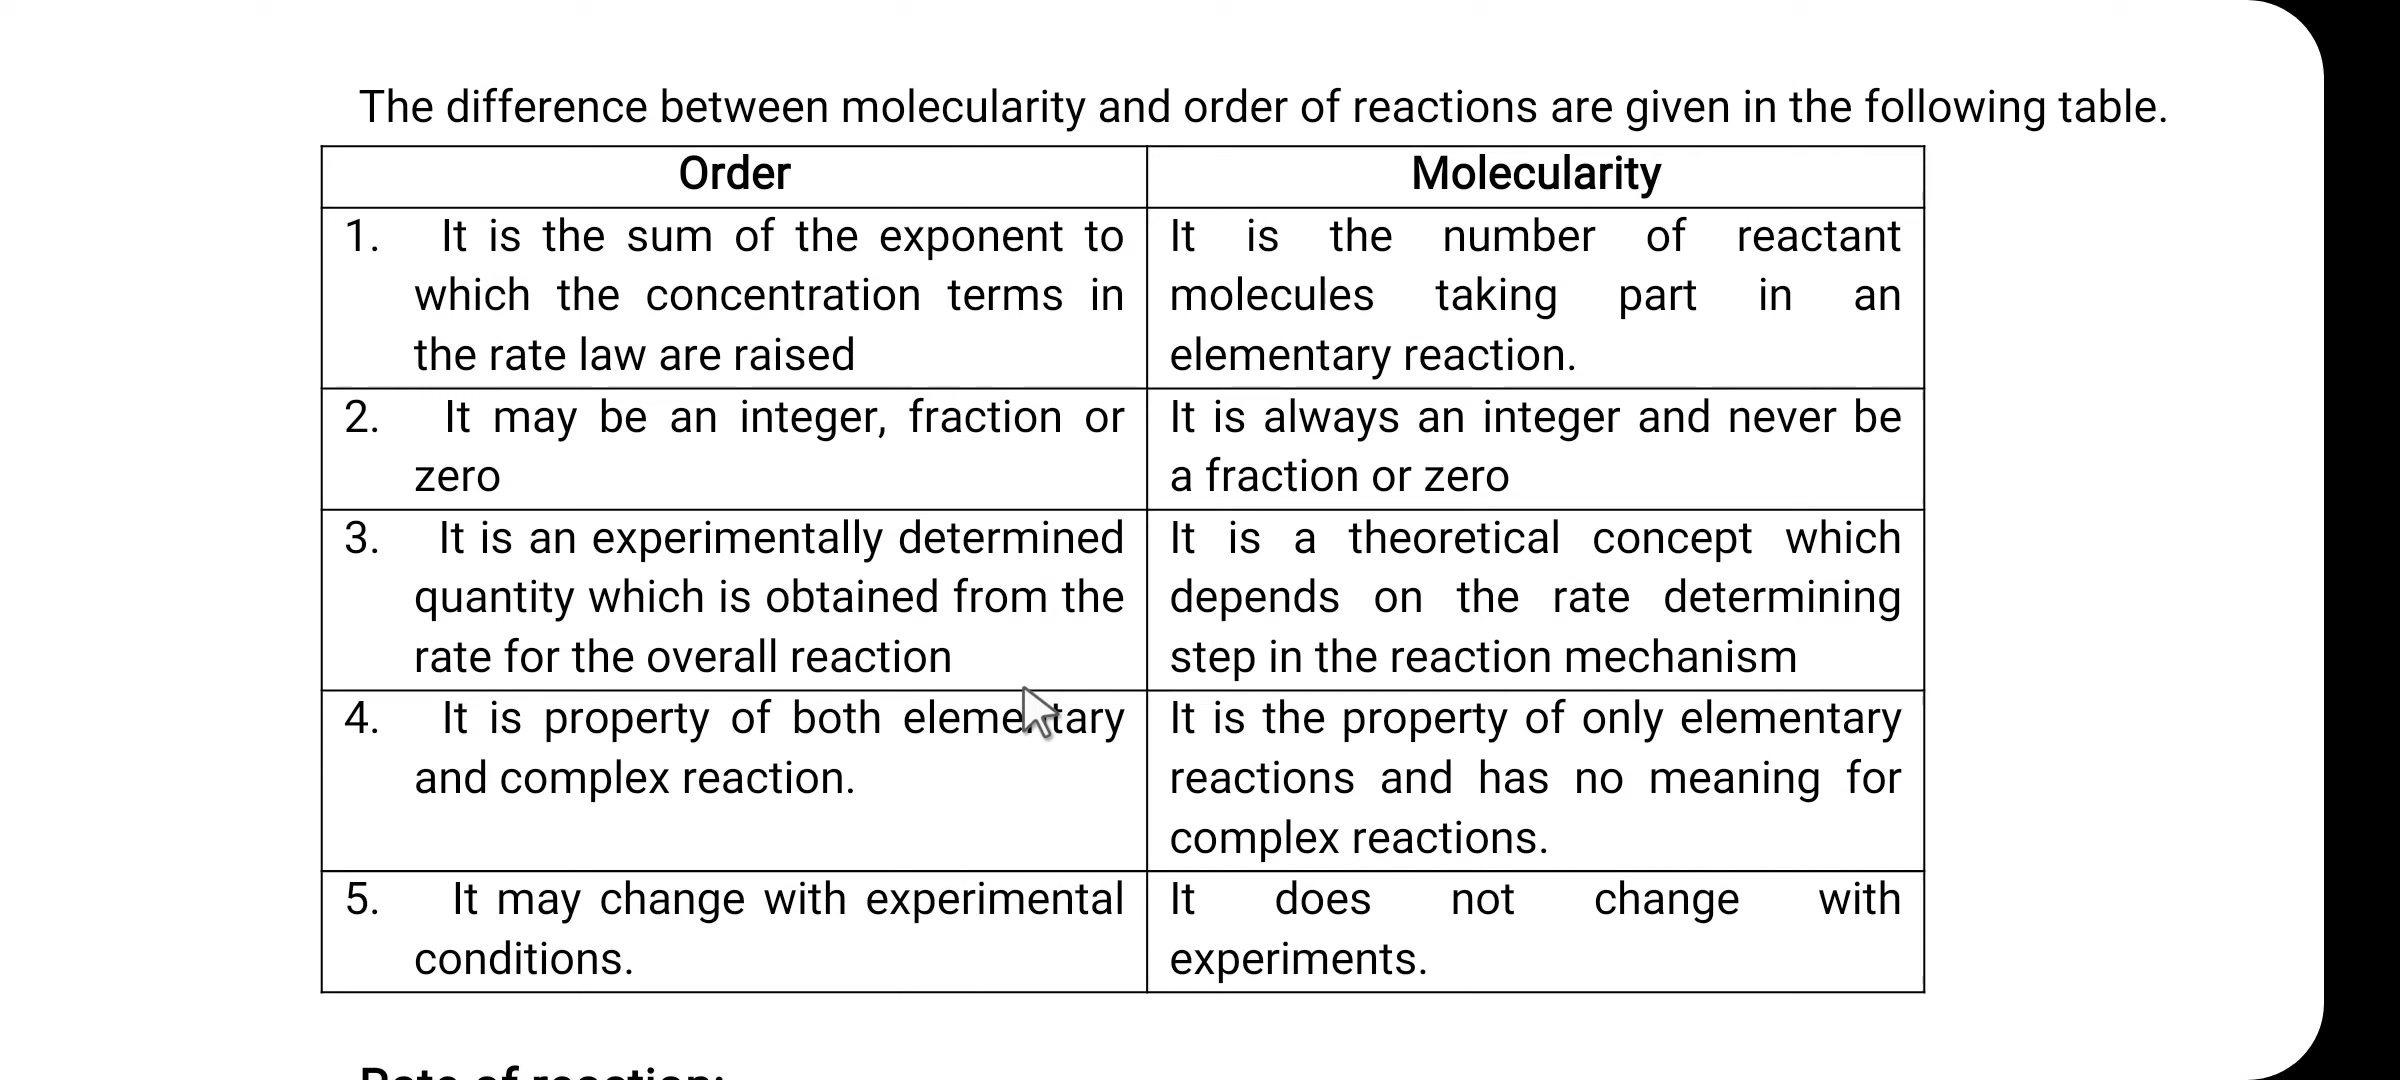 The difference between molecularity and order of reactions are given in the following table.
Order
Molecularity
1. It is the sum of the exponent to
which the concentration terms in
the rate law are raised
It is the number of reactant
molecules taking part in an
elementary reaction.
2. It may be an integer, fraction or
zero
It is always an integer and never be
a fraction or zero
3. It is an experimentally determined
quantity which is obtained from the
rate for the overall reaction
It is a theoretical concept which
depends on the rate determining
step in the reaction mechanism
4. It is property of both elementary
and complex reaction.
It is the property of only elementary
reactions and has no meaning for
complex reactions.
5. It may change with experimental
conditions.
It does not change with
experiments.
Rate of reaction: